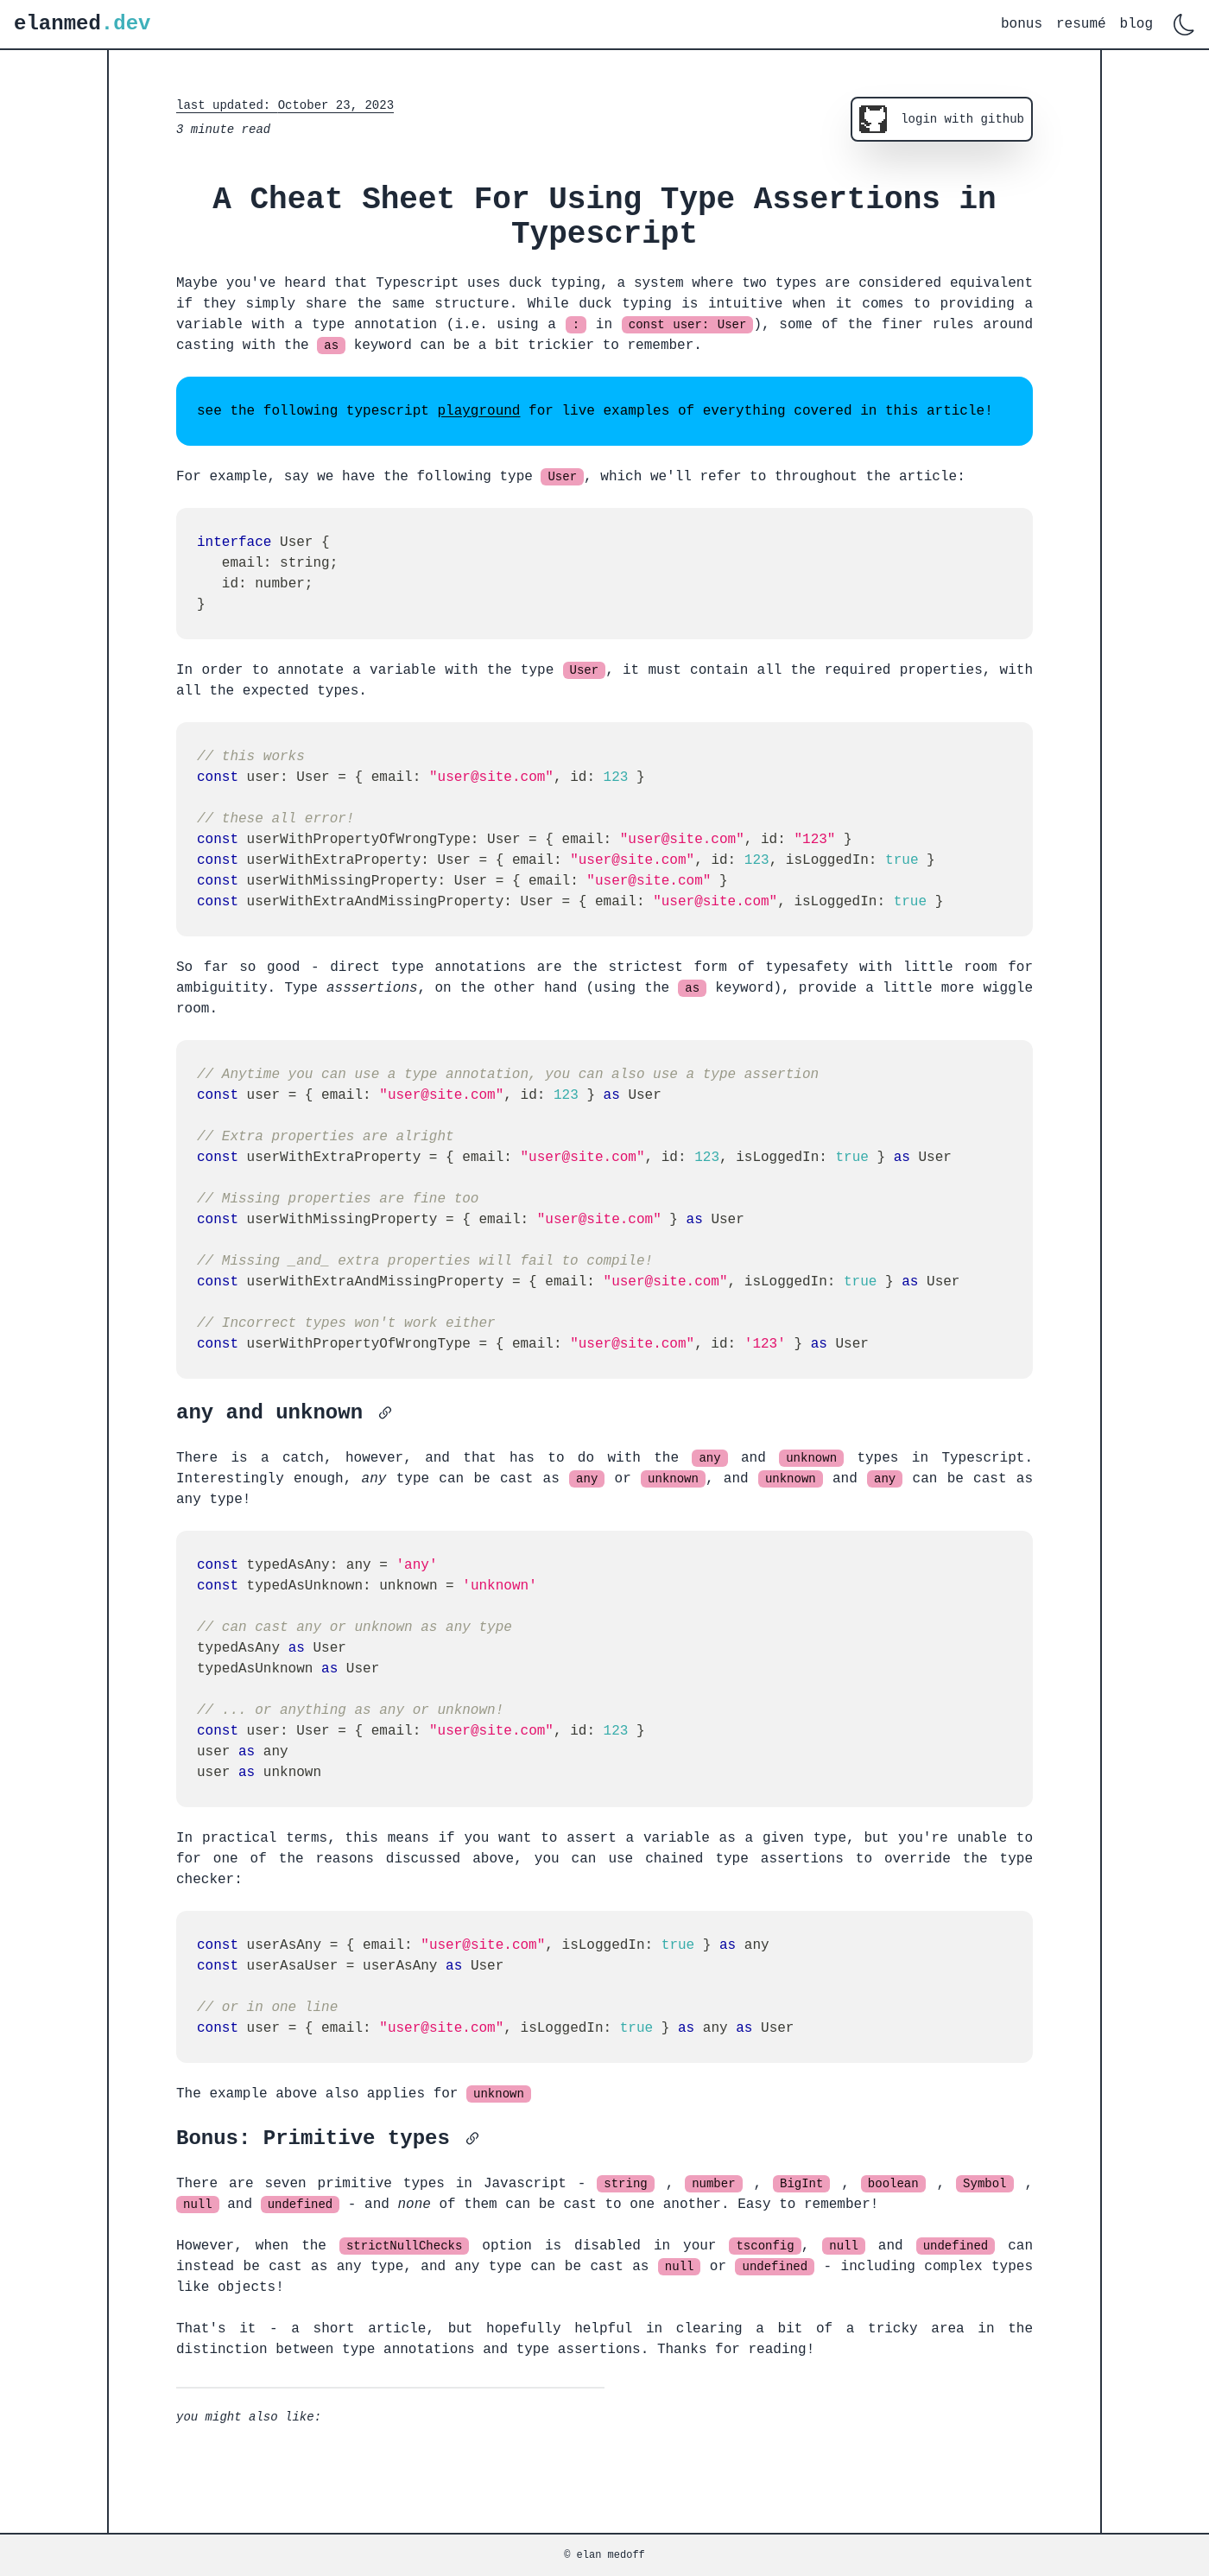 elanmed.dev
bonus resumé blog
last updated: October 23, 2023
3 minute read
login with github
A Cheat Sheet For Using Type Assertions in
Typescript
Maybe you've heard that Typescript uses duck typing, a system where two types are considered equivalent
if they simply share the same structure. While duck typing is intuitive when it comes to providing a
variable with a type annotation (i.e. using a : in const user: User), some of the finer rules around
casting with the as keyword can be a bit trickier to remember.
see the following typescript playground for live examples of everything covered in this article!
For example, say we have the following type User, which we'll refer to throughout the article:
interface User {
   email: string;
   id: number;
}
In order to annotate a variable with the type User, it must contain all the required properties, with
all the expected types.
// this works
const user: User = { email: "user@site.com", id: 123 }
// these all error!
const userWithPropertyOfWrongType: User = { email: "user@site.com", id: "123" }
const userWithExtraProperty: User = { email: "user@site.com", id: 123, isLoggedIn: true }
const userWithMissingProperty: User = { email: "user@site.com" }
const userWithExtraAndMissingProperty: User = { email: "user@site.com", isLoggedIn: true }
So far so good - direct type annotations are the strictest form of typesafety with little room for
ambiguitity. Type asssertions, on the other hand (using the as keyword), provide a little more wiggle
room.
// Anytime you can use a type annotation, you can also use a type assertion
const user = { email: "user@site.com", id: 123 } as User
// Extra properties are alright
const userWithExtraProperty = { email: "user@site.com", id: 123, isLoggedIn: true } as User
// Missing properties are fine too
const userWithMissingProperty = { email: "user@site.com" } as User
// Missing _and_ extra properties will fail to compile!
const userWithExtraAndMissingProperty = { email: "user@site.com", isLoggedIn: true } as User
// Incorrect types won't work either
const userWithPropertyOfWrongType = { email: "user@site.com", id: '123' } as User
any and unknown
There is a catch, however, and that has to do with the any and unknown types in Typescript.
Interestingly enough, any type can be cast as any or unknown, and unknown and any can be cast as
any type!
const typedAsAny: any = 'any'
const typedAsUnknown: unknown = 'unknown'
// can cast any or unknown as any type
typedAsAny as User
typedAsUnknown as User
// ... or anything as any or unknown!
const user: User = { email: "user@site.com", id: 123 }
user as any
user as unknown
In practical terms, this means if you want to assert a variable as a given type, but you're unable to
for one of the reasons discussed above, you can use chained type assertions to override the type
checker:
const userAsAny = { email: "user@site.com", isLoggedIn: true } as any
const userAsaUser = userAsAny as User
// or in one line
const user = { email: "user@site.com", isLoggedIn: true } as any as User
The example above also applies for unknown
Bonus: Primitive types
There are seven primitive types in Javascript - string , number , BigInt , boolean , Symbol ,
null and undefined - and none of them can be cast to one another. Easy to remember!
However, when the strictNullChecks option is disabled in your tsconfig, null and undefined can
instead be cast as any type, and any type can be cast as null or undefined - including complex types
like objects!
That's it - a short article, but hopefully helpful in clearing a bit of a tricky area in the
distinction between type annotations and type assertions. Thanks for reading!
you might also like:
© elan medoff